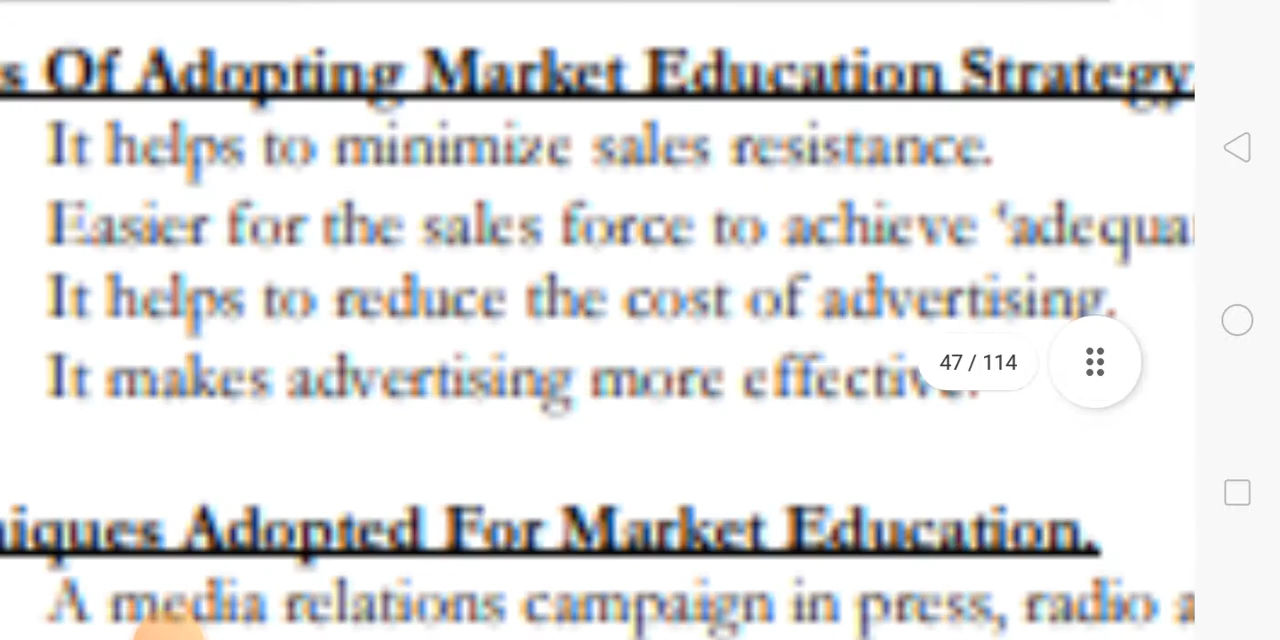 s Of Adopting Market Education Strategy.
It helps to minimize sales resistance.
Easier for the sales force to achieve ‘adequa
It helps to reduce the cost of advertising.
It makes advertising more effective.
47 / 114
iques Adopted For Market Education.
A media relations campaign in press, radio a